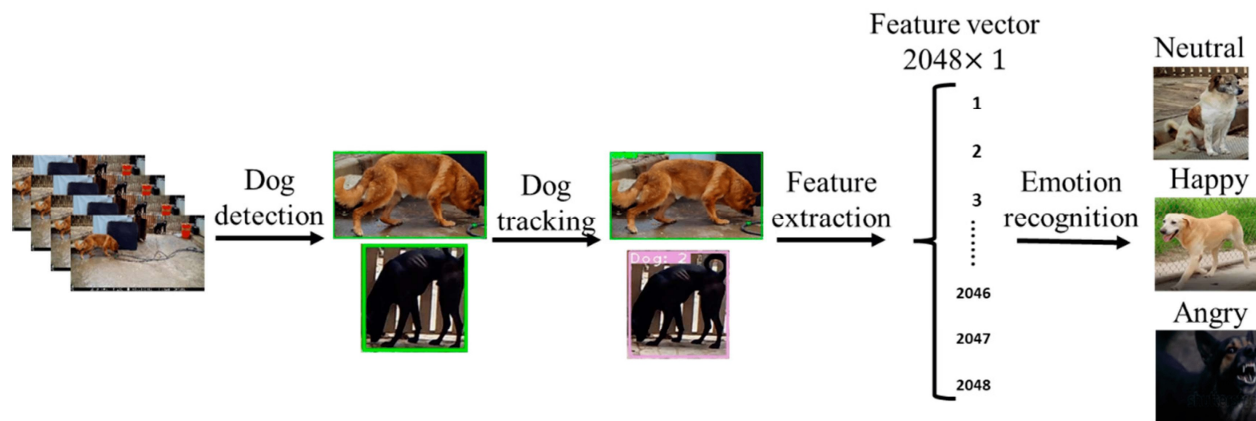 Dog
detection
Dog
tracking
Dog: 2
Feature
extraction
Feature vector
2048× 1
1
2
3
2046
2047
2048
Emotion
recognition
Neutral
Happy
Angry